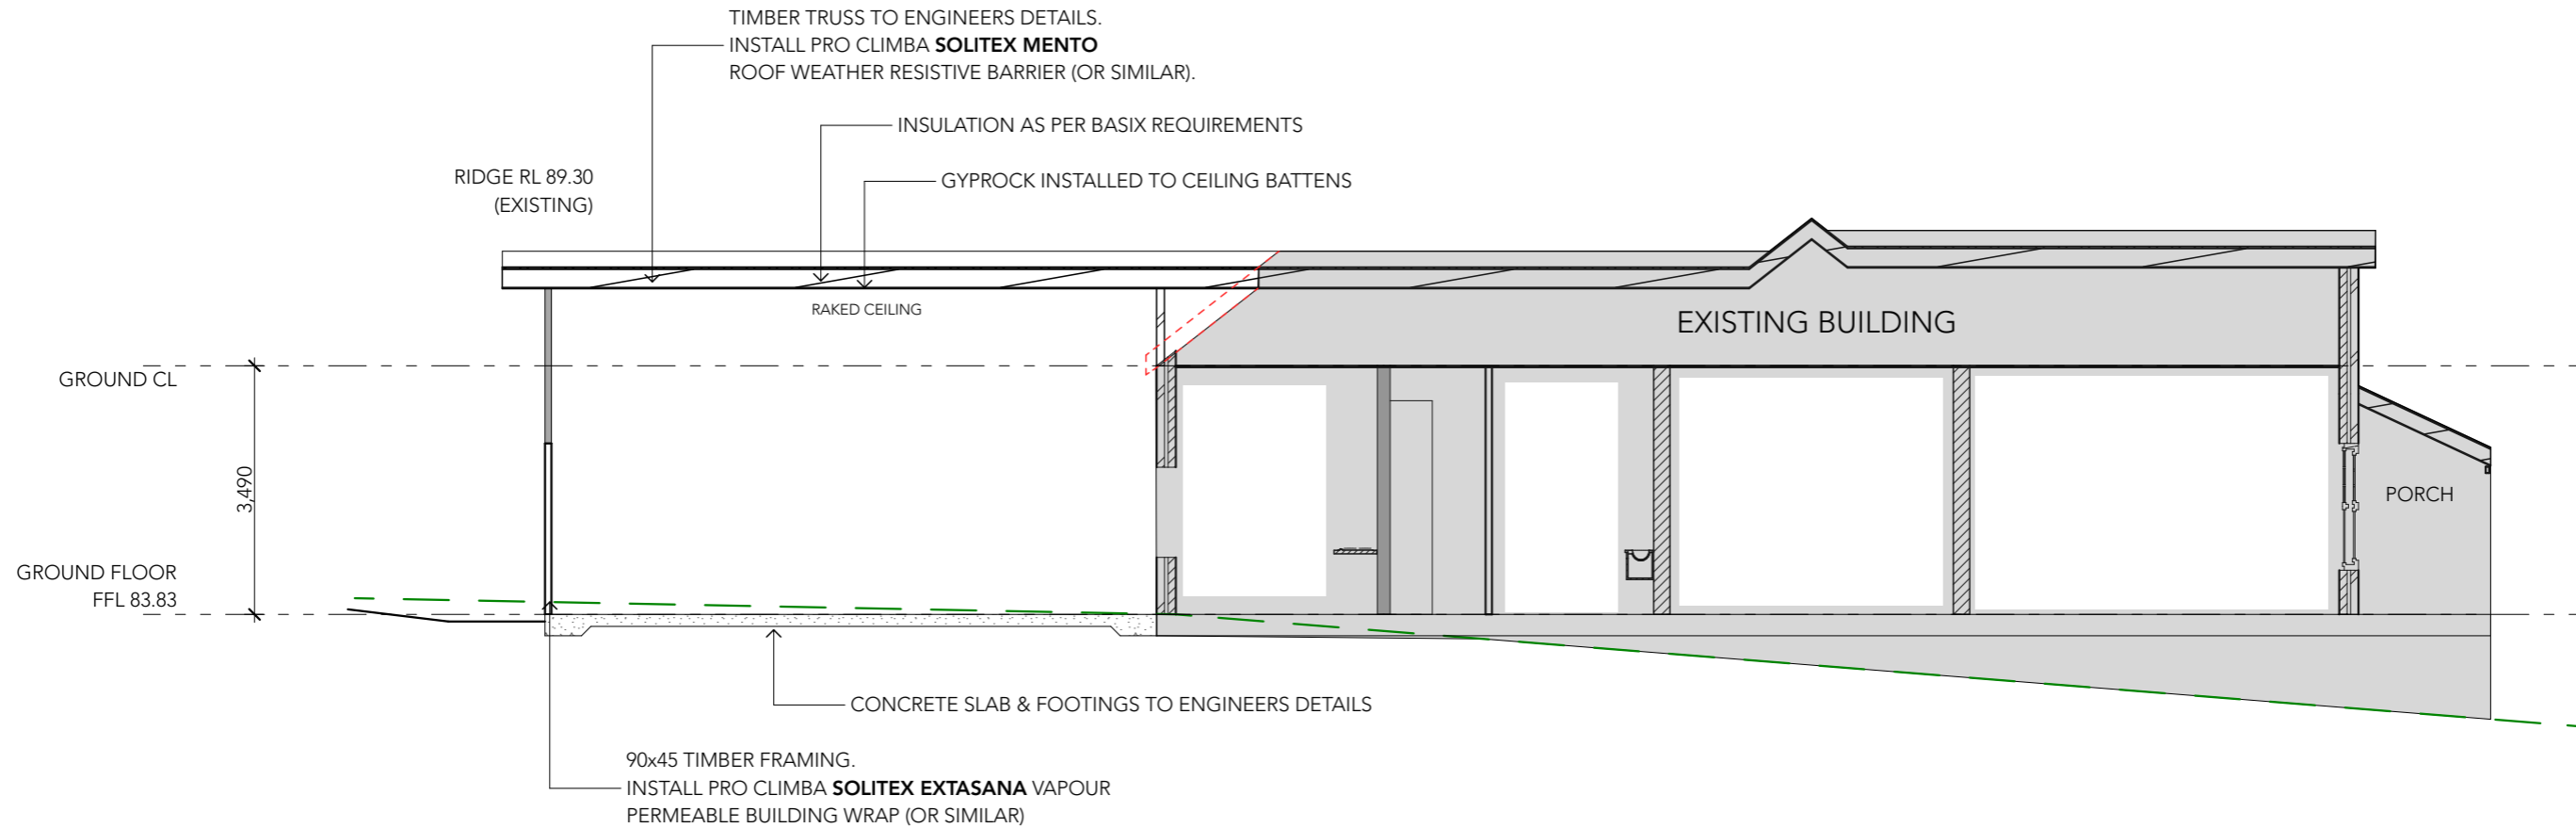 TIMBER TRUSS TO ENGINEERS DETAILS.
INSTALL PRO CLIMBA SOLITEX MENTO
ROOF WEATHER RESISTIVE BARRIER (OR SIMILAR).
INSULATION AS PER BASIX REQUIREMENTS
RIDGE RL 89.30
(EXISTING)
GYPROCK INSTALLED TO CEILING BATTENS
RAKED CEILING
EXISTING BUILDING
GROUND CL
3,490
PORCH
GROUND FLOOR
FFL 83.83
CONCRETE SLAB & FOOTINGS TO ENGINEERS DETAILS
90x45 TIMBER FRAMING.
INSTALL PRO CLIMBA SOLITEX EXTASANA VAPOUR
PERMEABLE BUILDING WRAP (OR SIMILAR)